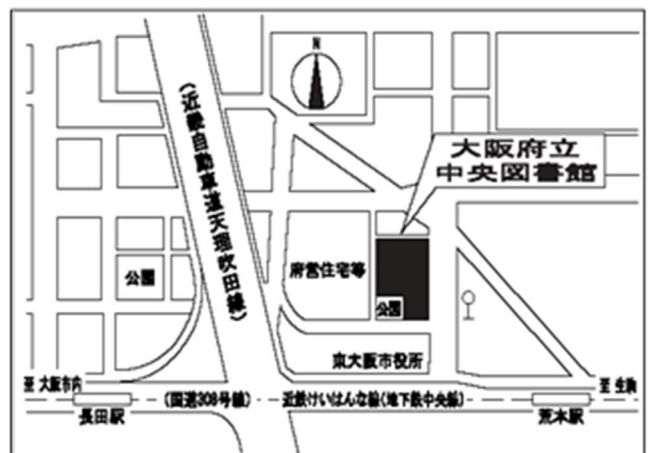 N
大阪府立
中央図書館
(近畿自動車道天理吹田線)
公園
府営住宅等
公園
東大阪市役所
至 大阪市内
至 生駒
(国道308号線)
近鉄けいはんな線(地下鉄中央線)
長田駅
荒本駅